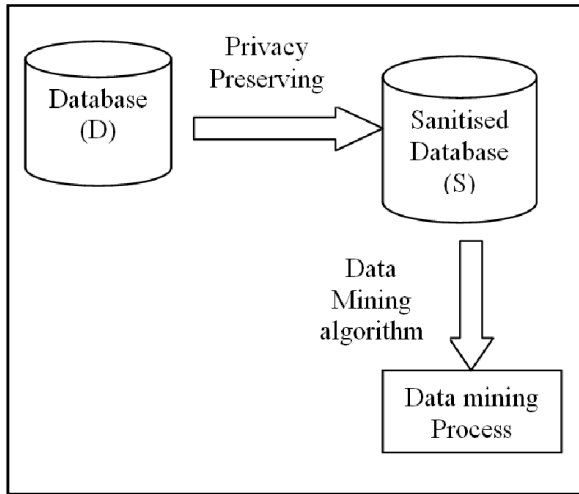 Privacy
Preserving
Database
(D)
Sanitised
Database
(S)
Data
Mining
algorithm
Data mining
Process